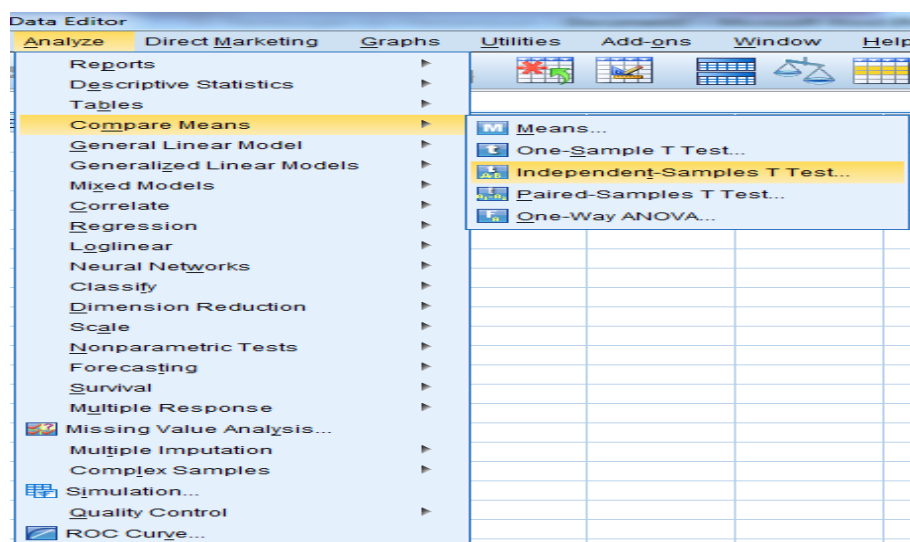 Data Editor
Analyze Direct Marketing Graphs Utilities Add-ons Window Help
Reports
Descriptive Statistics
Tables
Compare Means
General Linear Model
Generalized Linear Models
Mixed Models
Correlate
Regression
Loglinear
Neural Networks
Classify
Dimension Reduction
Scale
Nonparametric Tests
Forecasting
Survival
Multiple Response
Missing Value Analysis...
Multiple Imputation
Complex Samples
Simulation...
Quality Control
ROC Curve...
Means...
One-Sample T Test...
Independent-Samples T Test...
Paired-Samples T Test...
One-Way ANOVA...